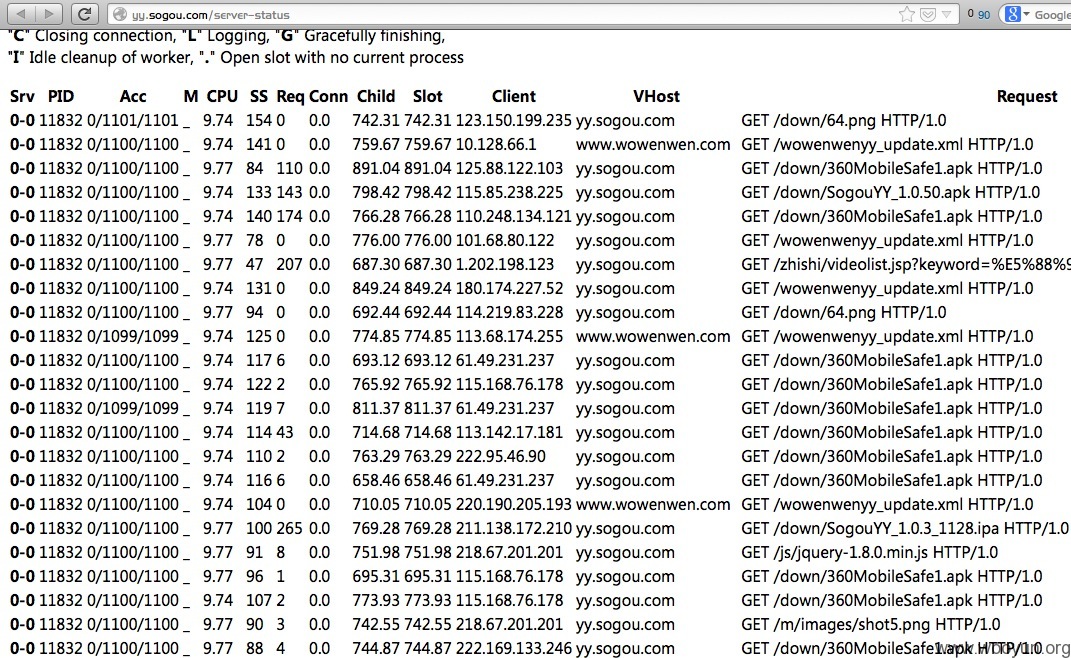 yy.sogou.com/server-status 0 90 Google
"C" Closing connection, "L" Logging, "G" Gracefully finishing,
"I" Idle cleanup of worker, "." Open slot with no current process
Srv PID Acc M CPU SS Req Conn Child Slot Client VHost Request
0-0 11832 0/1101/1101 _ 9.74 154 0 0.0 742.31 742.31 123.150.199.235 yy.sogou.com GET /down/64.png HTTP/1.0
0-0 11832 0/1100/1100 _ 9.74 141 0 0.0 759.67 759.67 10.128.66.1 www.wowenwen.com GET /wowenwenyy_update.xml HTTP/1.0
0-0 11832 0/1100/1100 _ 9.77 84 110 0.0 891.04 891.04 125.88.122.103 yy.sogou.com GET /down/360MobileSafe1.apk HTTP/1.0
0-0 11832 0/1100/1100 _ 9.74 133 143 0.0 798.42 798.42 115.85.238.225 yy.sogou.com GET /down/SogouYY_1.0.50.apk HTTP/1.0
0-0 11832 0/1100/1100 _ 9.74 140 174 0.0 766.28 766.28 110.248.134.121 yy.sogou.com GET /down/360MobileSafe1.apk HTTP/1.0
0-0 11832 0/1100/1100 _ 9.77 78 0 0.0 776.00 776.00 101.68.80.122 yy.sogou.com GET /wowenwenyy_update.xml HTTP/1.0
0-0 11832 0/1100/1100 _ 9.77 47 207 0.0 687.30 687.30 1.202.198.123 yy.sogou.com GET /zhishi/videolist.jsp?keyword=%E5%88%9
0-0 11832 0/1100/1100 _ 9.74 131 0 0.0 849.24 849.24 180.174.227.52 yy.sogou.com GET /wowenwenyy_update.xml HTTP/1.0
0-0 11832 0/1100/1100 _ 9.77 94 0 0.0 692.44 692.44 114.219.83.228 yy.sogou.com GET /down/64.png HTTP/1.0
0-0 11832 0/1099/1099 _ 9.74 125 0 0.0 774.85 774.85 113.68.174.255 www.wowenwen.com GET /wowenwenyy_update.xml HTTP/1.0
0-0 11832 0/1100/1100 _ 9.74 117 6 0.0 693.12 693.12 61.49.231.237 yy.sogou.com GET /down/360MobileSafe1.apk HTTP/1.0
0-0 11832 0/1100/1100 _ 9.74 122 2 0.0 765.92 765.92 115.168.76.178 yy.sogou.com GET /down/360MobileSafe1.apk HTTP/1.0
0-0 11832 0/1099/1099 _ 9.74 119 7 0.0 811.37 811.37 61.49.231.237 yy.sogou.com GET /down/360MobileSafe1.apk HTTP/1.0
0-0 11832 0/1100/1100 _ 9.74 114 43 0.0 714.68 714.68 113.142.17.181 yy.sogou.com GET /down/360MobileSafe1.apk HTTP/1.0
0-0 11832 0/1100/1100 _ 9.74 110 2 0.0 763.29 763.29 222.95.46.90 yy.sogou.com GET /down/360MobileSafe1.apk HTTP/1.0
0-0 11832 0/1100/1100 _ 9.74 116 6 0.0 658.46 658.46 61.49.231.237 yy.sogou.com GET /down/360MobileSafe1.apk HTTP/1.0
0-0 11832 0/1100/1100 _ 9.74 104 0 0.0 710.05 710.05 220.190.205.193 www.wowenwen.com GET /wowenwenyy_update.xml HTTP/1.0
0-0 11832 0/1100/1100 _ 9.77 100 265 0.0 769.28 769.28 211.138.172.210 yy.sogou.com GET /down/SogouYY_1.0.3_1128.ipa HTTP/1.0
0-0 11832 0/1100/1100 _ 9.77 91 8 0.0 751.98 751.98 218.67.201.201 yy.sogou.com GET /js/jquery-1.8.0.min.js HTTP/1.0
0-0 11832 0/1100/1100 _ 9.77 96 1 0.0 695.31 695.31 115.168.76.178 yy.sogou.com GET /down/360MobileSafe1.apk HTTP/1.0
0-0 11832 0/1100/1100 _ 9.74 107 2 0.0 773.93 773.93 115.168.76.178 yy.sogou.com GET /down/360MobileSafe1.apk HTTP/1.0
0-0 11832 0/1100/1100 _ 9.77 90 3 0.0 742.55 742.55 218.67.201.201 yy.sogou.com GET /m/images/shot5.png HTTP/1.0
0-0 11832 0/1100/1100 _ 9.77 88 4 0.0 744.87 744.87 222.169.133.246 yy.sogou.com GET /down/360MobileSafe1.apk HTTP/1.0